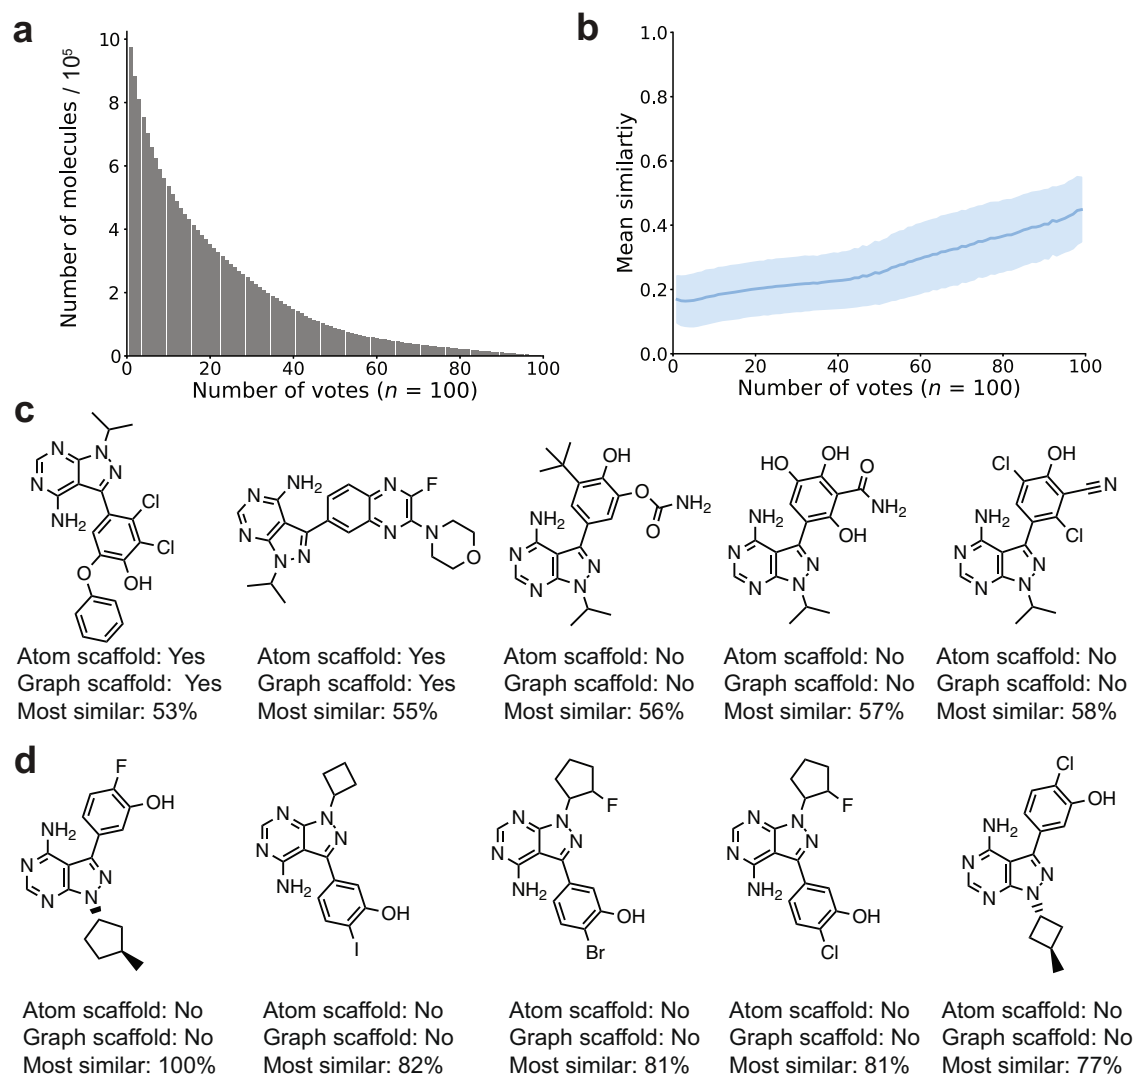 a
Number of molecules / 10⁵
10
8
6
4
2
0
0 20 40 60 80 100
Number of votes (n = 100)
b
Mean similartiy
1.0
0.8
0.6
0.4
0.2
0.0
0 20 40 60 80 100
Number of votes (n = 100)
c
N N N N N NH2 Cl Cl OH O
Atom scaffold: Yes
Graph scaffold: Yes
Most similar: 53%
N NH2 N N N N N F N O
Atom scaffold: Yes
Graph scaffold: Yes
Most similar: 55%
OH O NH2 O NH2 N N N N
Atom scaffold: No
Graph scaffold: No
Most similar: 56%
HO OH O NH2 OH NH2 N N N N
Atom scaffold: No
Graph scaffold: No
Most similar: 57%
Cl OH N Cl NH2 N N N N
Atom scaffold: No
Graph scaffold: No
Most similar: 58%
d
F OH NH2 N N N N
Atom scaffold: No
Graph scaffold: No
Most similar: 100%
N N N N NH2 OH I
Atom scaffold: No
Graph scaffold: No
Most similar: 82%
F N N N N NH2 OH Br
Atom scaffold: No
Graph scaffold: No
Most similar: 81%
F N N N N NH2 OH Cl
Atom scaffold: No
Graph scaffold: No
Most similar: 81%
Cl OH NH2 N N N N
Atom scaffold: No
Graph scaffold: No
Most similar: 77%